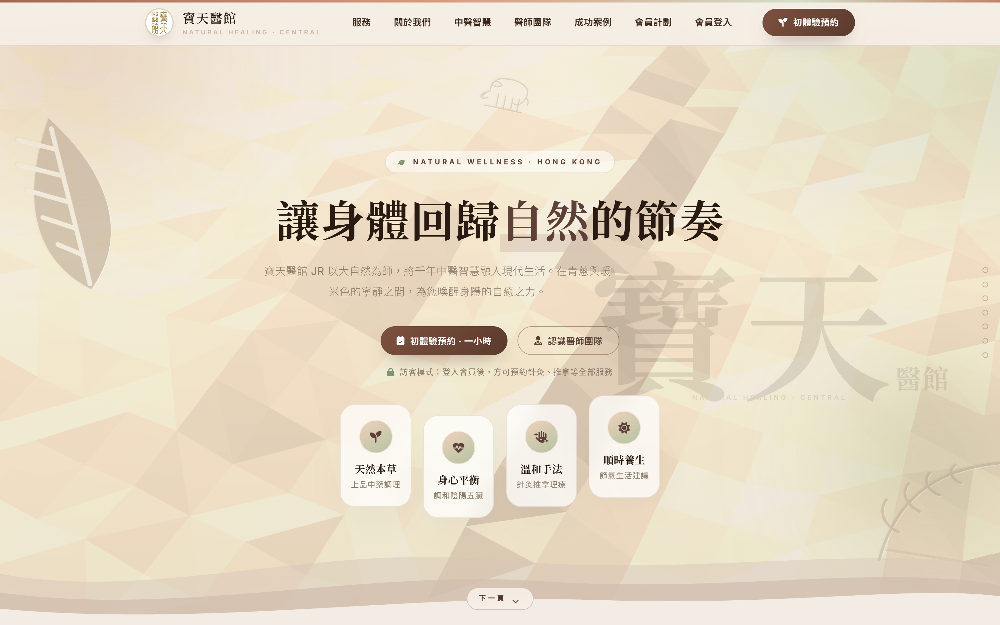 寶天醫館
寶天醫館
NATURAL HEALING · CENTRAL
服務
關於我們
中醫智慧
醫師團隊
成功案例
會員計劃
會員登入
初體驗預約
NATURAL WELLNESS · HONG KONG
讓身體回歸自然的節奏
寶天醫館 JR 以大自然為師，將千年中醫智慧融入現代生活。在青蔥與暖
米色的寧靜之間，為您喚醒身體的自癒之力。
初體驗預約 · 一小時
認識醫師團隊
訪客模式：登入會員後，方可預約針灸、推拿等全部服務
寶天醫館
NATURAL HEALING · CENTRAL
天然本草
上品中藥調理
身心平衡
調和陰陽五臟
溫和手法
針灸推拿理療
順時養生
節氣生活建議
下一頁